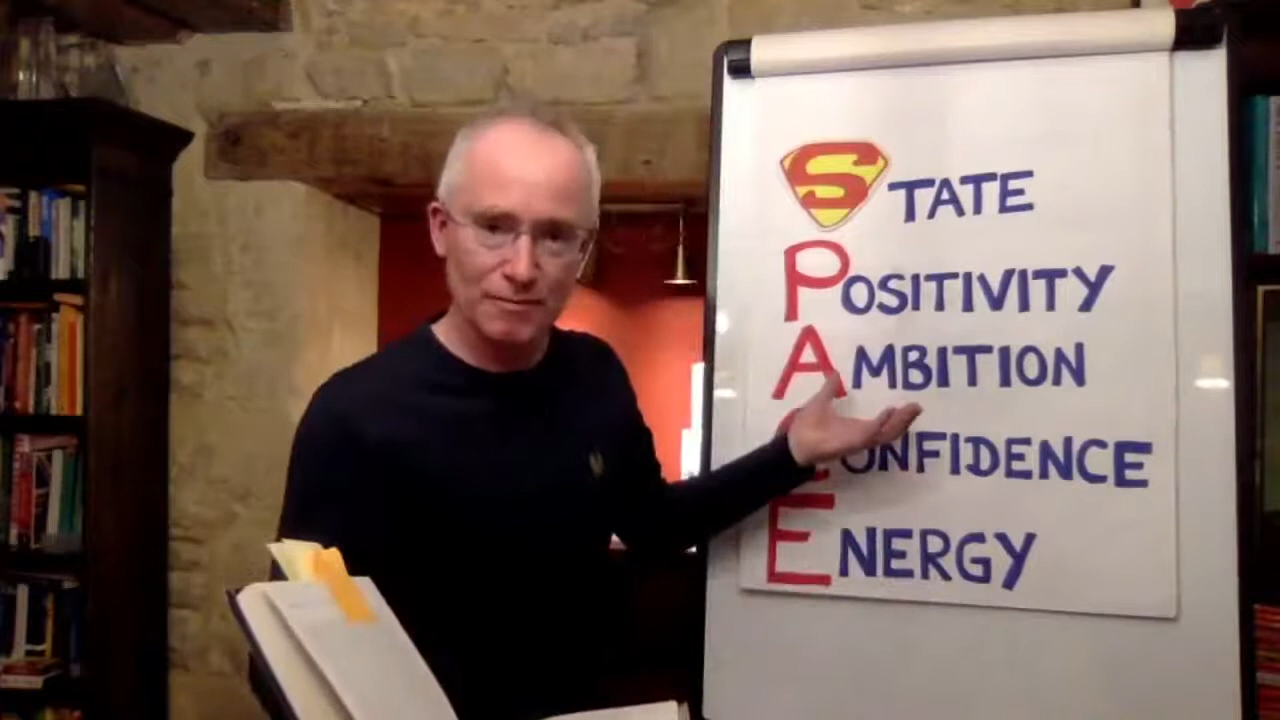 STATE
POSITIVITY
AMBITION
CONFIDENCE
ENERGY